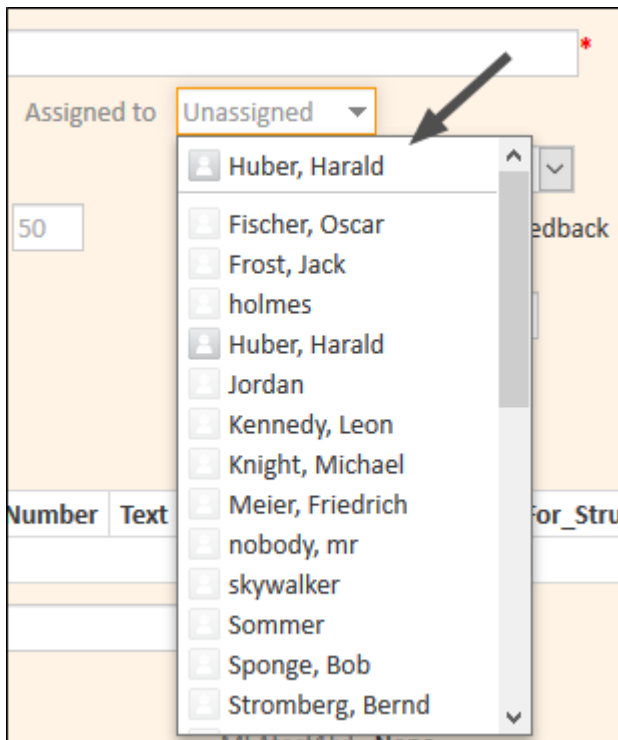 *
Assigned to Unassigned
Huber, Harald
50
Fischer, Oscar
edback
Frost, Jack
holmes
Huber, Harald
Jordan
Kennedy, Leon
Knight, Michael
Number Text
Meier, Friedrich
For_Stru
nobody, mr
skywalker
Sommer
Sponge, Bob
Stromberg, Bernd